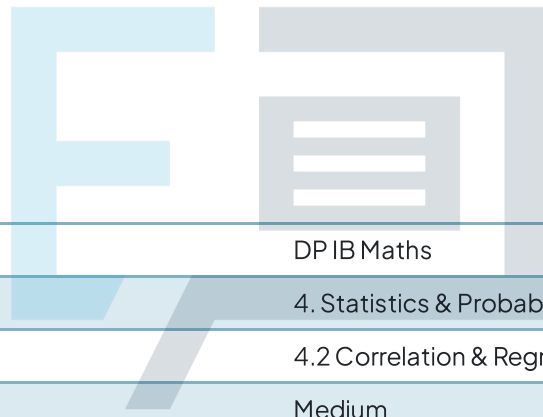 DP IB Maths
4. Statistics & Probab
4.2 Correlation & Regr
Medium